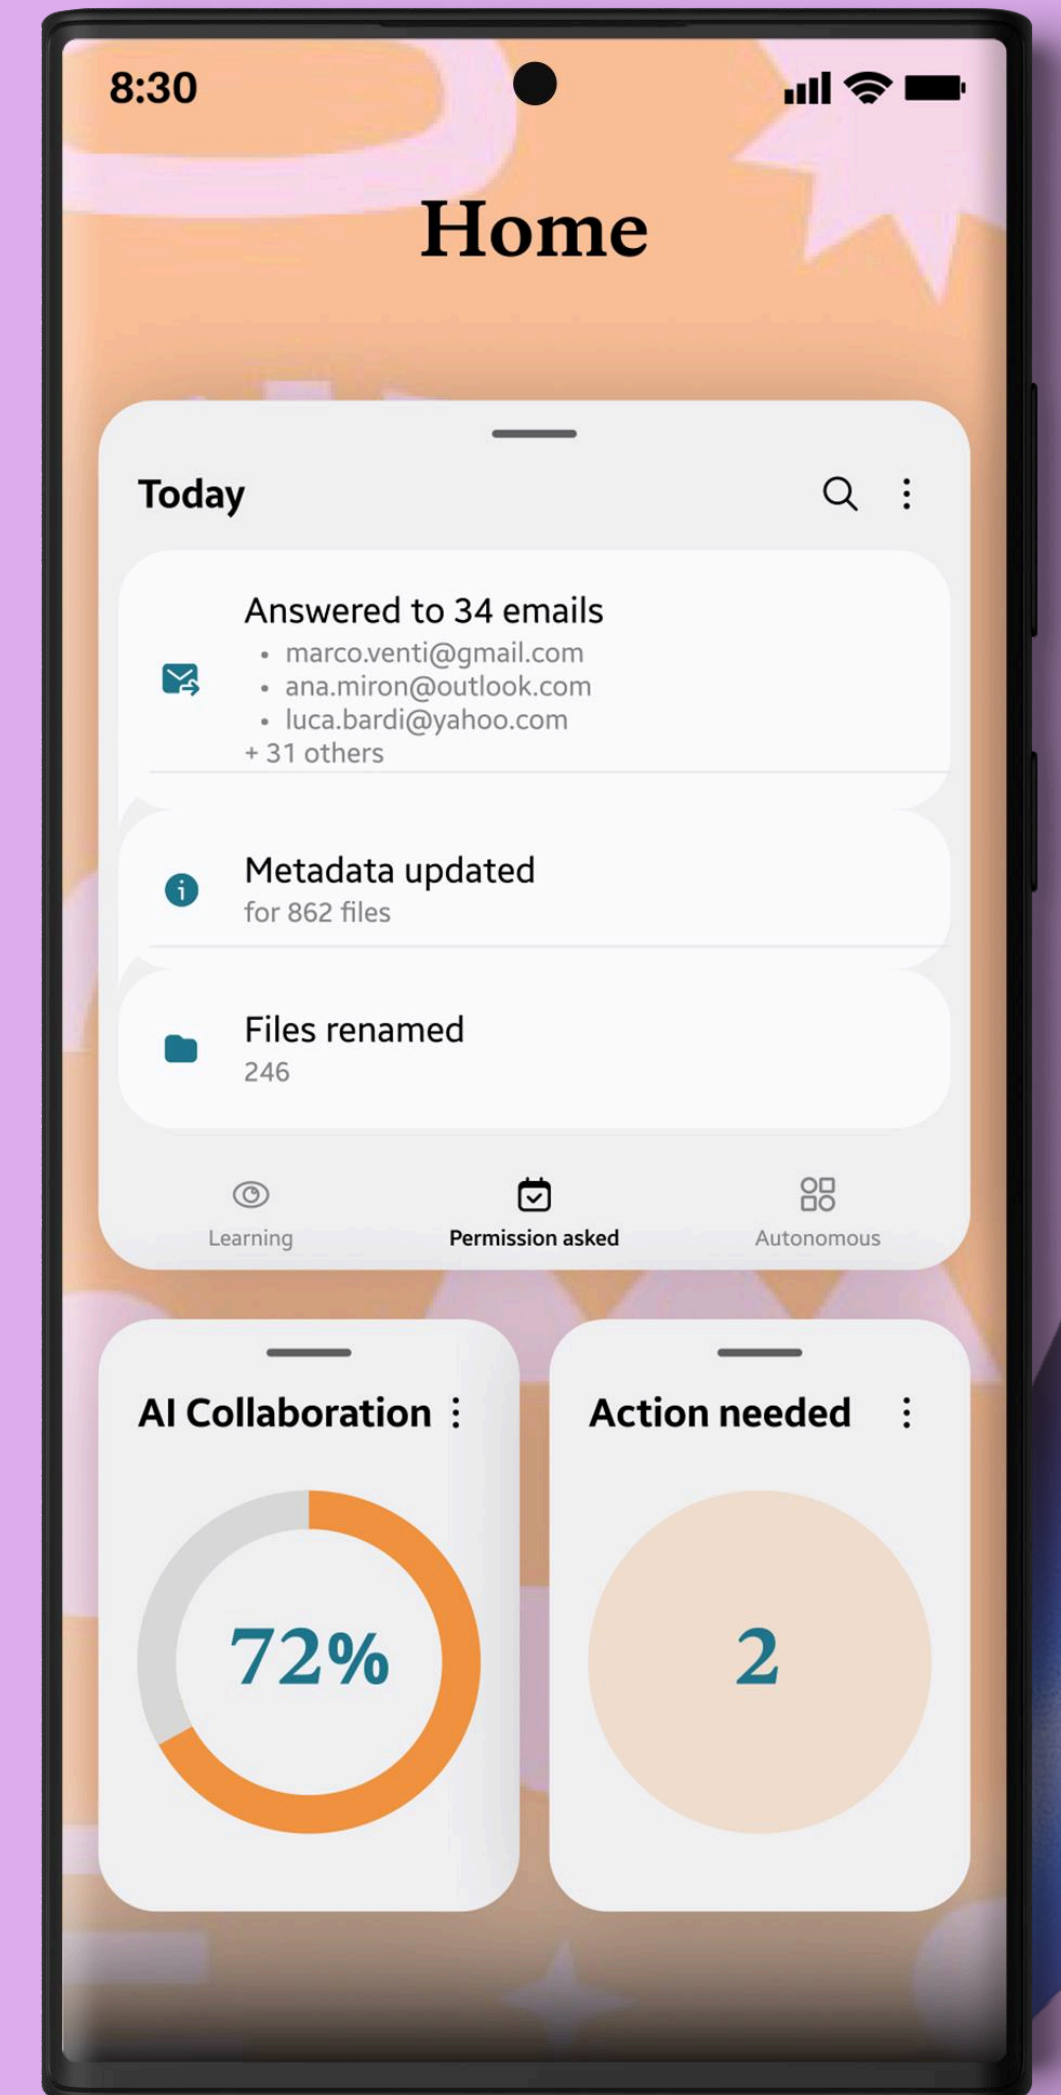 8:30
Home
Today
Answered to 34 emails
• marco.venti@gmail.com
• ana.miron@outlook.com
• luca.bardi@yahoo.com
+ 31 others
Metadata updated
for 862 files
Files renamed
246
Learning
Permission asked
Autonomous
AI Collaboration
Action needed
72%
2